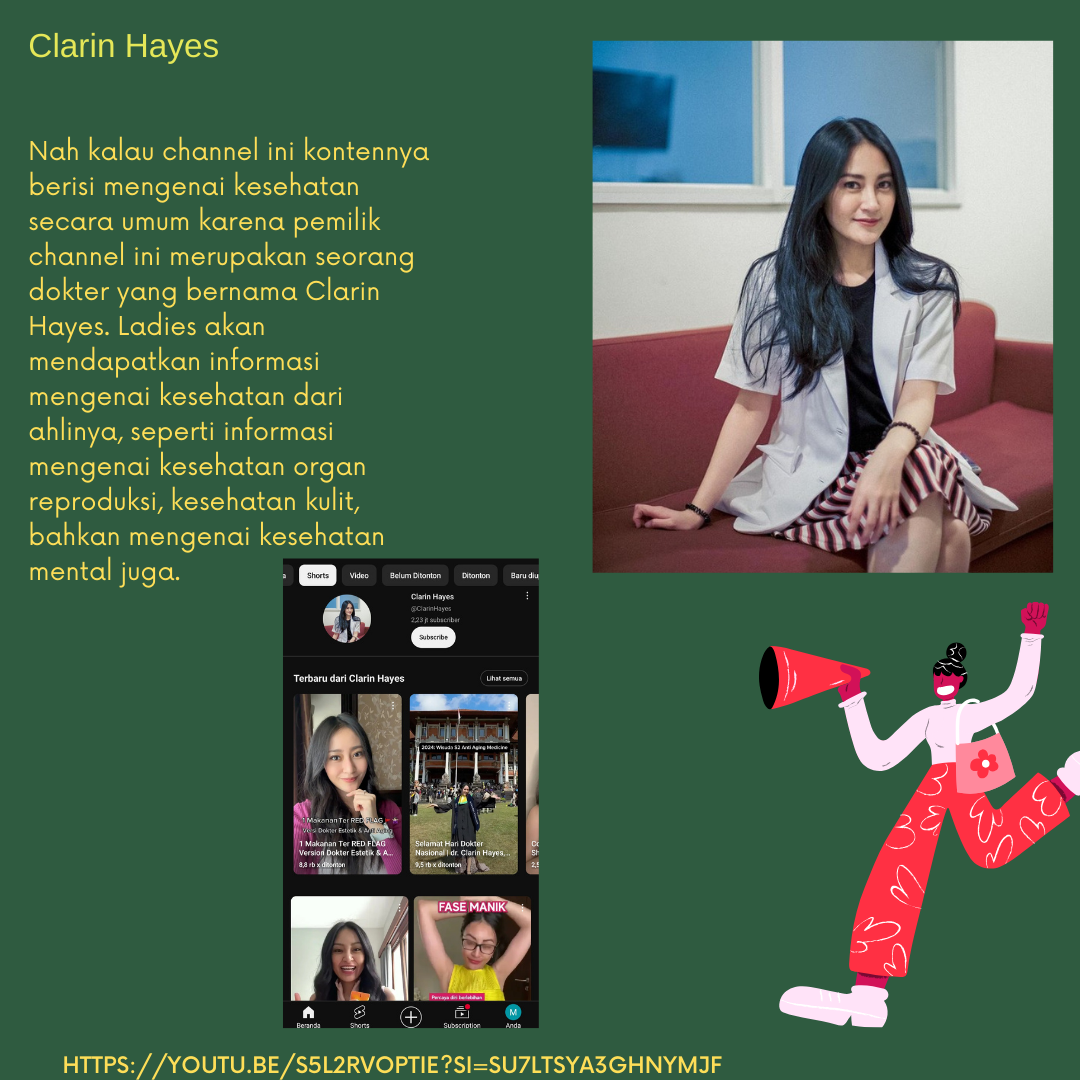 Clarin Hayes
Nah kalau channel ini kontennya
berisi mengenai kesehatan
secara umum karena pemilik
channel ini merupakan seorang
dokter yang bernama Clarin
Hayes. Ladies akan
mendapatkan informasi
mengenai kesehatan dari
ahlinya, seperti informasi
mengenai kesehatan organ
reproduksi, kesehatan kulit,
bahkan mengenai kesehatan
mental juga.
Shorts Video Belum Ditonton Ditonton Baru diu
Clarin Hayes
@ClarinHayes
2,23 jt subscriber
Subscribe
Terbaru dari Clarin Hayes Lihat semua
2024: Wisuda S2 Anti Aging Medicine
1 Makanan Ter RED FLAG
Versi Dokter Estetik & Anti Aging
1 Makanan Ter RED FLAG
Version Dokter Estetik & A...
8,8 rb x ditonton
Selamat Hari Dokter
Nasional | dr. Clarin Hayes,...
9,5 rb x ditonton
FASE MANIK
Percaya diri berlebihan
Beranda Shorts Subscription M Anda
HTTPS://YOUTU.BE/S5L2RVOPTIE?SI=SU7LTSYA3GHNYMJF